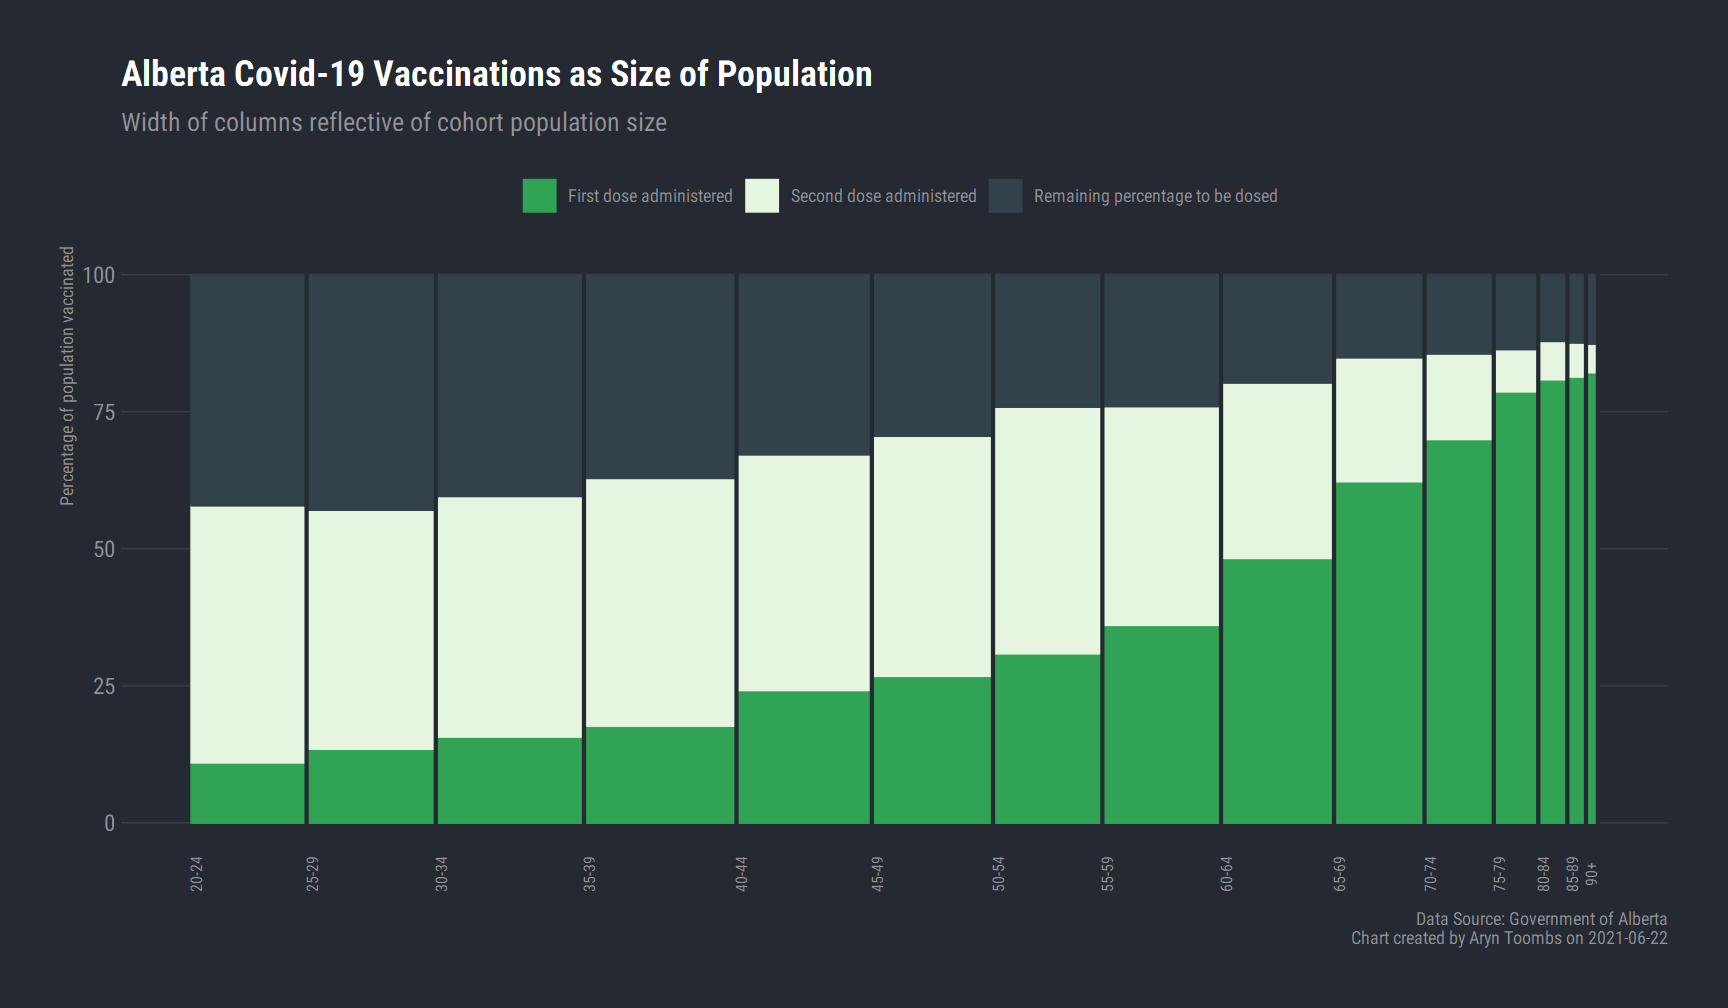 Alberta Covid-19 Vaccinations as Size of Population
Width of columns reflective of cohort population size
First dose administered
Second dose administered
Remaining percentage to be dosed
Percentage of population vaccinated
100
75
50
25
0
20-24
25-29
30-34
35-39
40-44
45-49
50-54
55-59
60-64
65-69
70-74
75-79
80-84
85-89
90+
Data Source: Government of Alberta
Chart created by Aryn Toombs on 2021-06-22